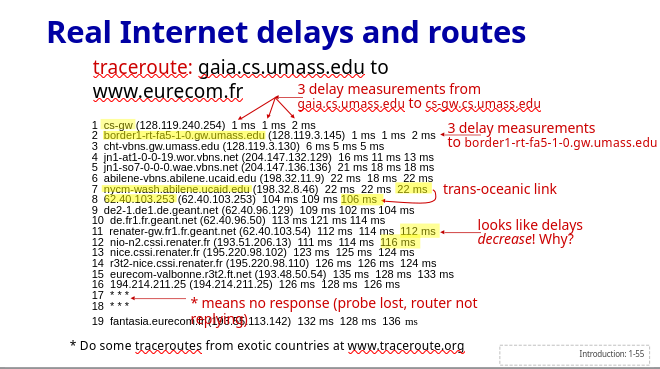 Real Internet delays and routes
traceroute: gaia.cs.umass.edu to
www.eurecom.fr
3 delay measurements from
gaia.cs.umass.edu to cs-gw.cs.umass.edu
1 cs-gw (128.119.240.254) 1 ms 1 ms 2 ms
2 border1-rt-fa5-1-0.gw.umass.edu (128.119.3.145) 1 ms 1 ms 2 ms
3 delay measurements
to border1-rt-fa5-1-0.gw.umass.edu
3 cht-vbns.gw.umass.edu (128.119.3.130) 6 ms 5 ms 5 ms
4 jn1-at1-0-0-19.wor.vbns.net (204.147.132.129) 16 ms 11 ms 13 ms
5 jn1-so7-0-0-0.wae.vbns.net (204.147.136.136) 21 ms 18 ms 18 ms
6 abilene-vbns.abilene.ucaid.edu (198.32.11.9) 22 ms 18 ms 22 ms
7 nycm-wash.abilene.ucaid.edu (198.32.8.46) 22 ms 22 ms 22 ms
trans-oceanic link
8 62.40.103.253 (62.40.103.253) 104 ms 109 ms 106 ms
9 de2-1.de1.de.geant.net (62.40.96.129) 109 ms 102 ms 104 ms
10 de.fr1.fr.geant.net (62.40.96.50) 113 ms 121 ms 114 ms
11 renater-gw.fr1.fr.geant.net (62.40.103.54) 112 ms 114 ms 112 ms
looks like delays
decrease! Why?
12 nio-n2.cssi.renater.fr (193.51.206.13) 111 ms 114 ms 116 ms
13 nice.cssi.renater.fr (195.220.98.102) 123 ms 125 ms 124 ms
14 r3t2-nice.cssi.renater.fr (195.220.98.110) 126 ms 126 ms 124 ms
15 eurecom-valbonne.r3t2.ft.net (193.48.50.54) 135 ms 128 ms 133 ms
16 194.214.211.25 (194.214.211.25) 126 ms 128 ms 126 ms
17 * * *
18 * * *
* means no response (probe lost, router not
replying)
19 fantasia.eurecom.fr (193.55.113.142) 132 ms 128 ms 136 ms
* Do some traceroutes from exotic countries at www.traceroute.org
Introduction: 1-55